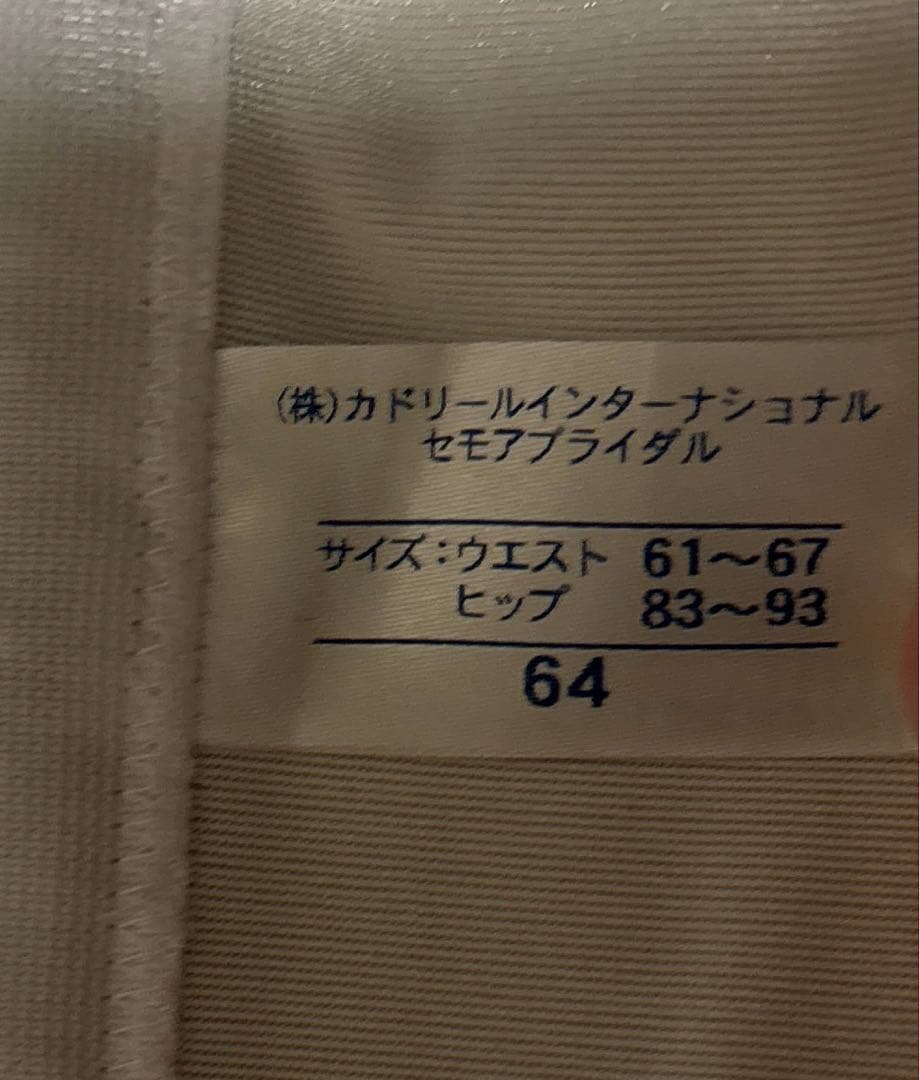 (株)カドリールインターナショナル
セモアブライダル
サイズ:ウエスト 61〜67
ヒップ 83〜93
64